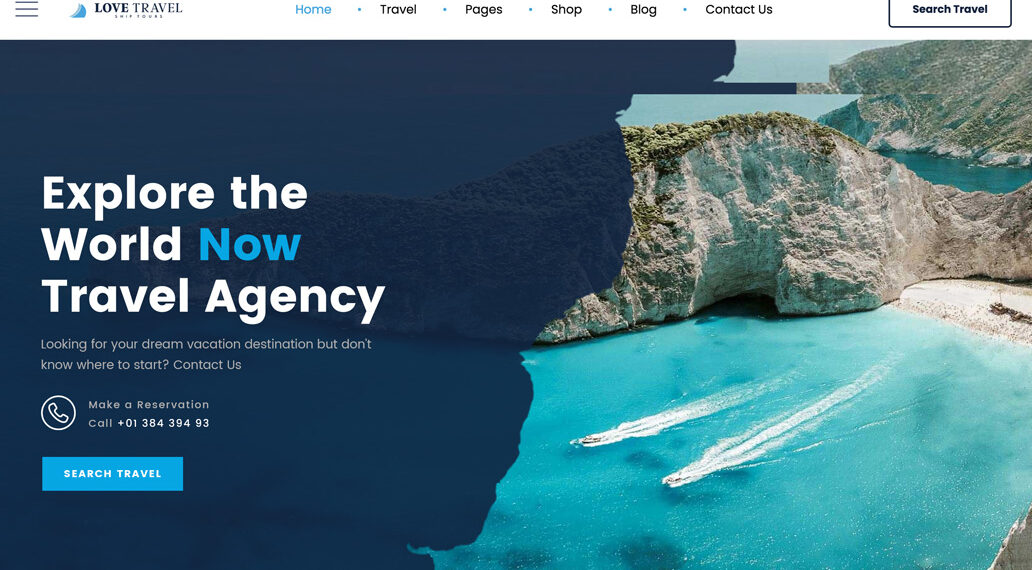 LOVE TRAVEL
SHIP TOURS
Home
Travel
Pages
Shop
Blog
Contact Us
Search Travel
Explore the
World Now
Travel Agency
Looking for your dream vacation destination but don't
know where to start? Contact Us
Make a Reservation
Call +01 384 394 93
SEARCH TRAVEL